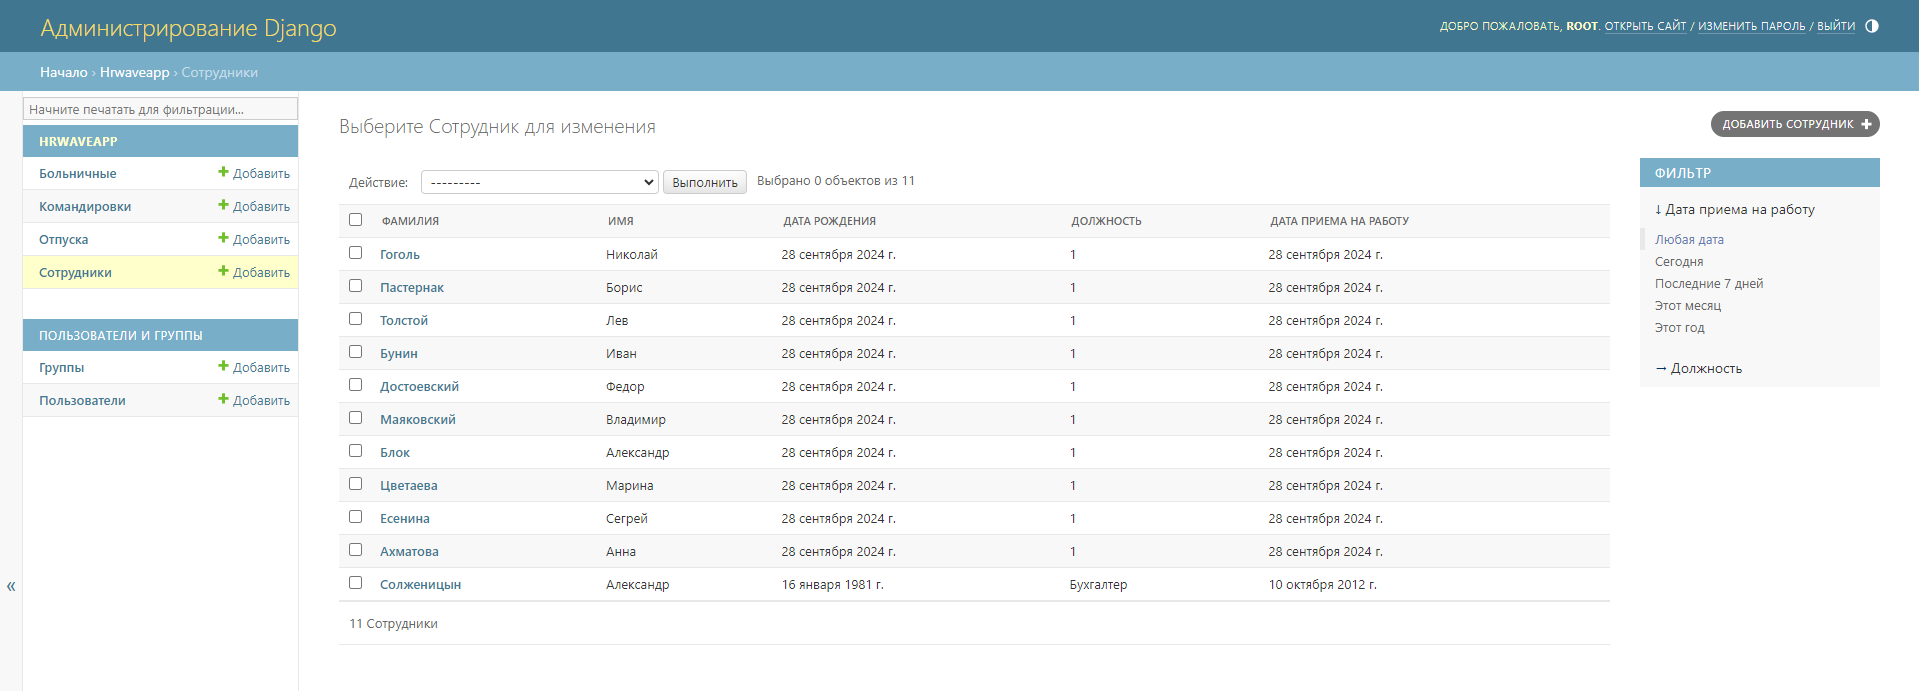 Администрирование Django
ДОБРО ПОЖАЛОВАТЬ, ROOT. ОТКРЫТЬ САЙТ / ИЗМЕНИТЬ ПАРОЛЬ / ВЫЙТИ
Начало › Hrwaveapp › Сотрудники
Начните печатать для фильтрации...
HRWAVEAPP
Больничные + Добавить
Командировки + Добавить
Отпуска + Добавить
Сотрудники + Добавить
ПОЛЬЗОВАТЕЛИ И ГРУППЫ
Группы + Добавить
Пользователи + Добавить
«
Выберите Сотрудник для изменения
ДОБАВИТЬ СОТРУДНИК +
Действие: --------- Выполнить Выбрано 0 объектов из 11
ФАМИЛИЯ ИМЯ ДАТА РОЖДЕНИЯ ДОЛЖНОСТЬ ДАТА ПРИЕМА НА РАБОТУ
Гоголь Николай 28 сентября 2024 г. 1 28 сентября 2024 г.
Пастернак Борис 28 сентября 2024 г. 1 28 сентября 2024 г.
Толстой Лев 28 сентября 2024 г. 1 28 сентября 2024 г.
Бунин Иван 28 сентября 2024 г. 1 28 сентября 2024 г.
Достоевский Федор 28 сентября 2024 г. 1 28 сентября 2024 г.
Маяковский Владимир 28 сентября 2024 г. 1 28 сентября 2024 г.
Блок Александр 28 сентября 2024 г. 1 28 сентября 2024 г.
Цветаева Марина 28 сентября 2024 г. 1 28 сентября 2024 г.
Есенина Сегрей 28 сентября 2024 г. 1 28 сентября 2024 г.
Ахматова Анна 28 сентября 2024 г. 1 28 сентября 2024 г.
Солженицын Александр 16 января 1981 г. Бухгалтер 10 октября 2012 г.
11 Сотрудники
ФИЛЬТР
↓ Дата приема на работу
Любая дата
Сегодня
Последние 7 дней
Этот месяц
Этот год
→ Должность